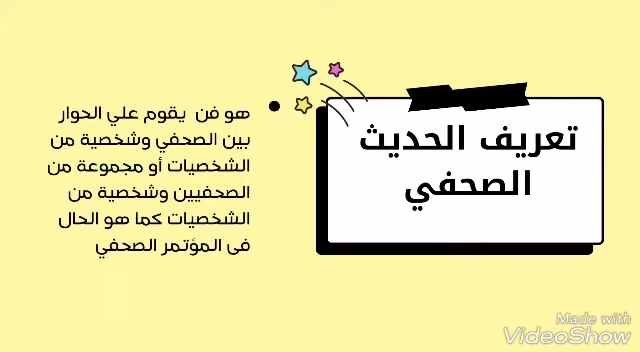 تعريف الحديث
الصحفي
هو فن يقوم علي الحوار
بين الصحفي وشخصية من
الشخصيات أو مجموعة من
الصحفيين وشخصية من
الشخصيات كما هو الحال
فى المؤتمر الصحفي
Made with
VideoShow